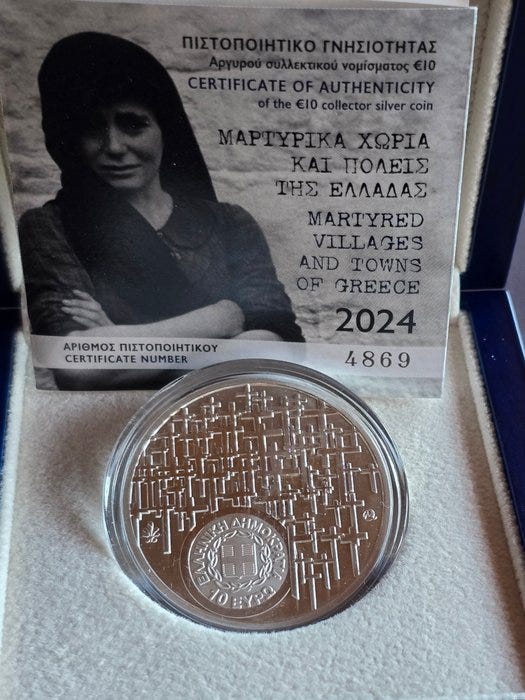 ΠΙΣΤΟΠΟΙΗΤΙΚΟ ΓΝΗΣΙΟΤΗΤΑΣ
Αργυρού συλλεκτικού νομίσματος €10
CERTIFICATE OF AUTHENTICITY
of the €10 collector silver coin
ΜΑΡΤΥΡΙΚΑ ΧΩΡΙΑ
ΚΑΙ ΠΟΛΕΙΣ
ΤΗΣ ΕΛΛΑΔΑΣ
MARTYRED
VILLAGES
AND TOWNS
OF GREECE
2024
ΑΡΙΘΜΟΣ ΠΙΣΤΟΠΟΙΗΤΙΚΟΥ
CERTIFICATE NUMBER
4869
ΕΛΛΗΝΙΚΗ ΔΗΜΟΚΡΑΤΙΑ
10 ΕΥΡΩ